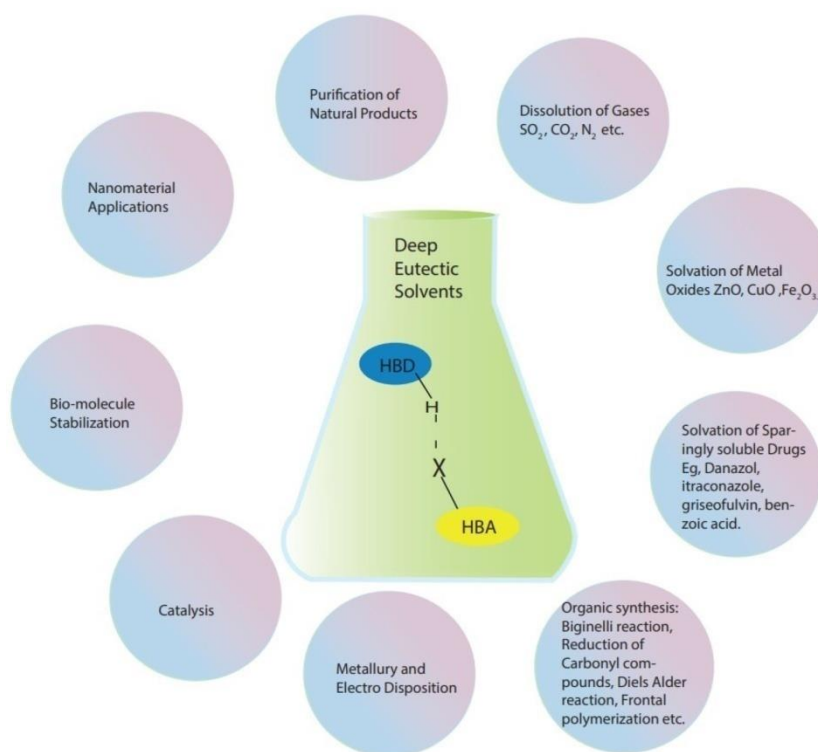 Purification of
Natural Products
Dissolution of Gases
SO₂, CO₂, N₂ etc.
Nanomaterial
Applications
Deep
Eutectic
Solvents
Solvation of Metal
Oxides ZnO, CuO ,Fe₂O₃.
HBD
H
X
HBA
Bio-molecule
Stabilization
Solvation of Spar-
ingly soluble Drugs
Eg, Danazol,
itraconazole,
griseofulvin, ben-
zoic acid.
Catalysis
Metallury and
Electro Disposition
Organic synthesis:
Biginelli reaction,
Reduction of
Carbonyl com-
pounds, Diels Alder
reaction, Frontal
polymerization etc.